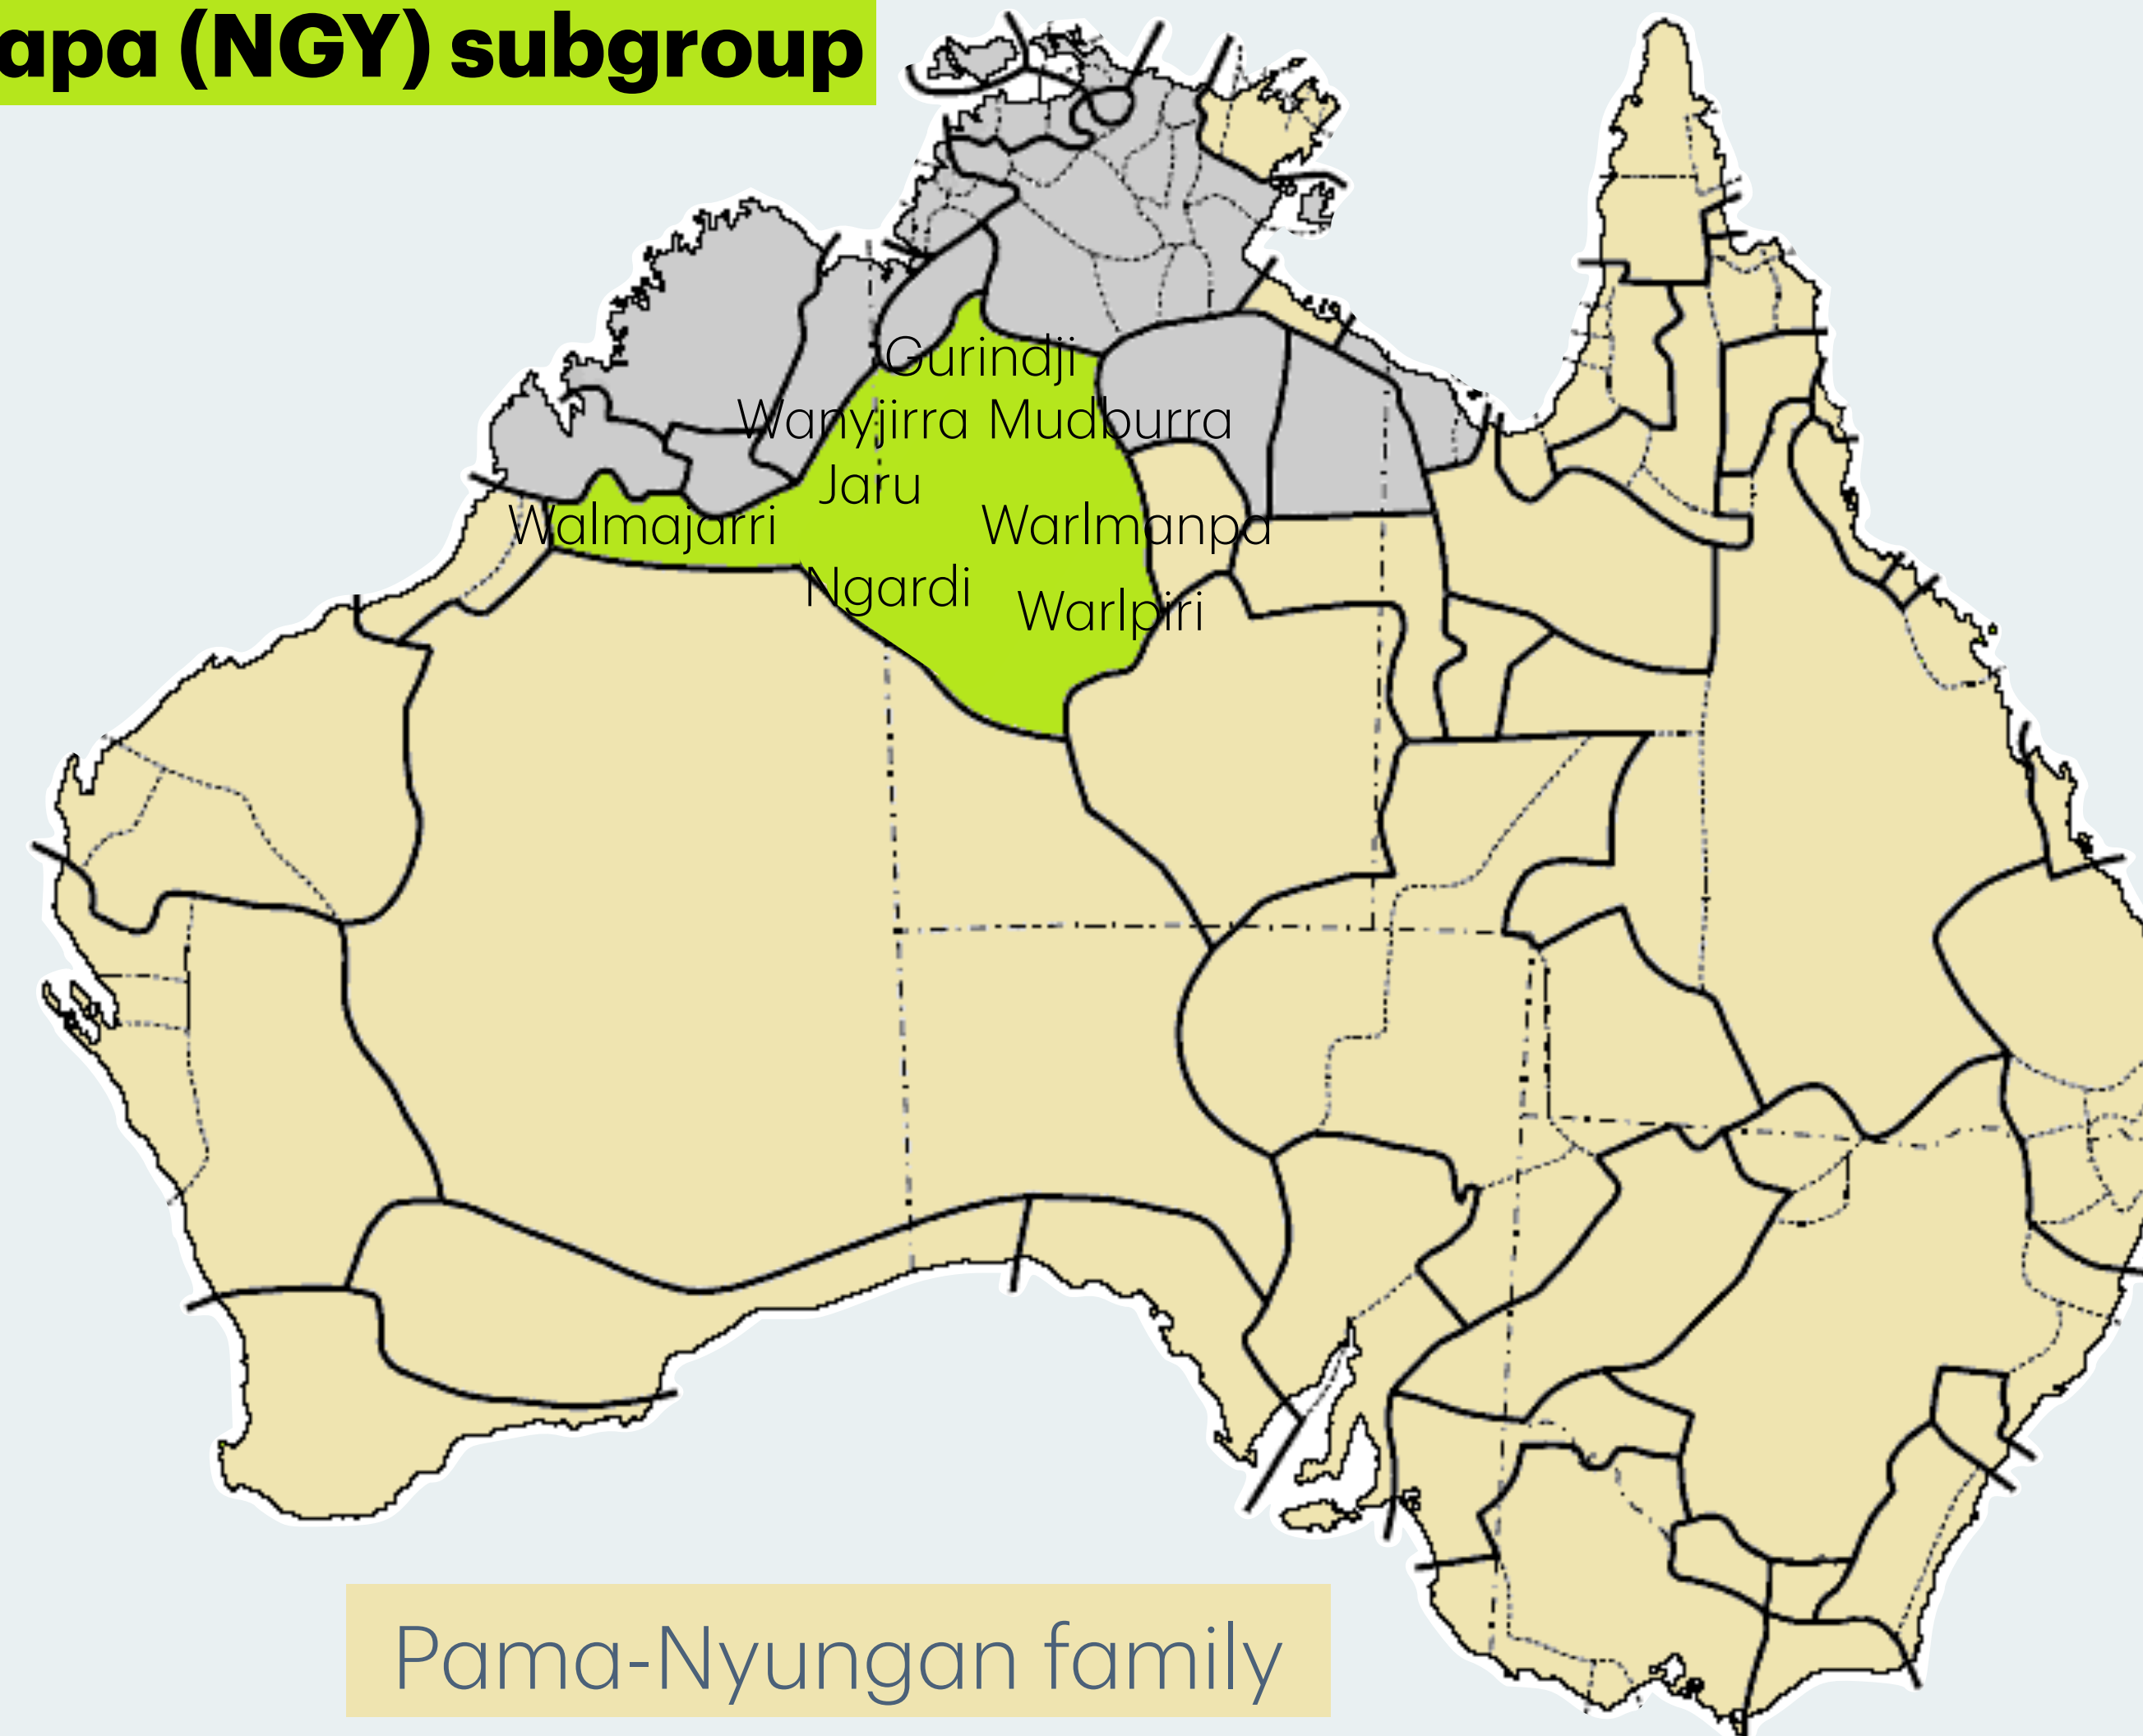 apa (NGY) subgroup
Gurindji
Wanyjirra Mudburra
Jaru
Walmajarri
Warlmanpa
Ngardi
Warlpiri
Pama-Nyungan family